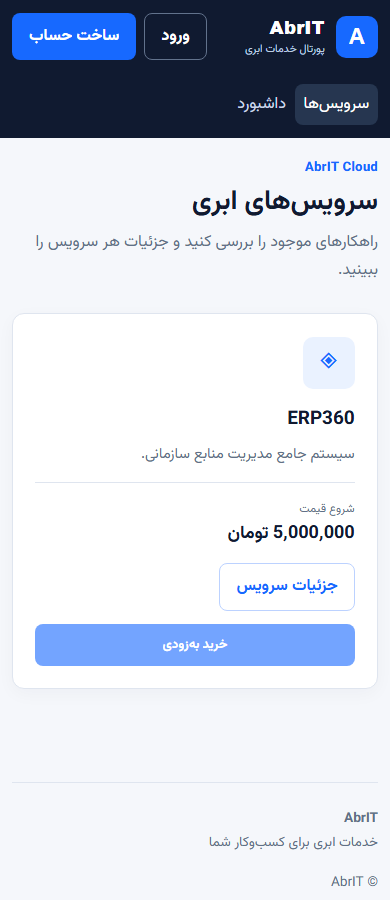 A
AbrIT
پورتال خدمات ابری
ورود
ساخت حساب
سرویس‌ها
داشبورد
AbrIT Cloud
سرویس‌های ابری
راهکارهای موجود را بررسی کنید و جزئیات هر سرویس را
ببینید.
ERP360
سیستم جامع مدیریت منابع سازمانی.
شروع قیمت
5,000,000 تومان
جزئیات سرویس
خرید به‌زودی
AbrIT
خدمات ابری برای کسب‌وکار شما
© AbrIT